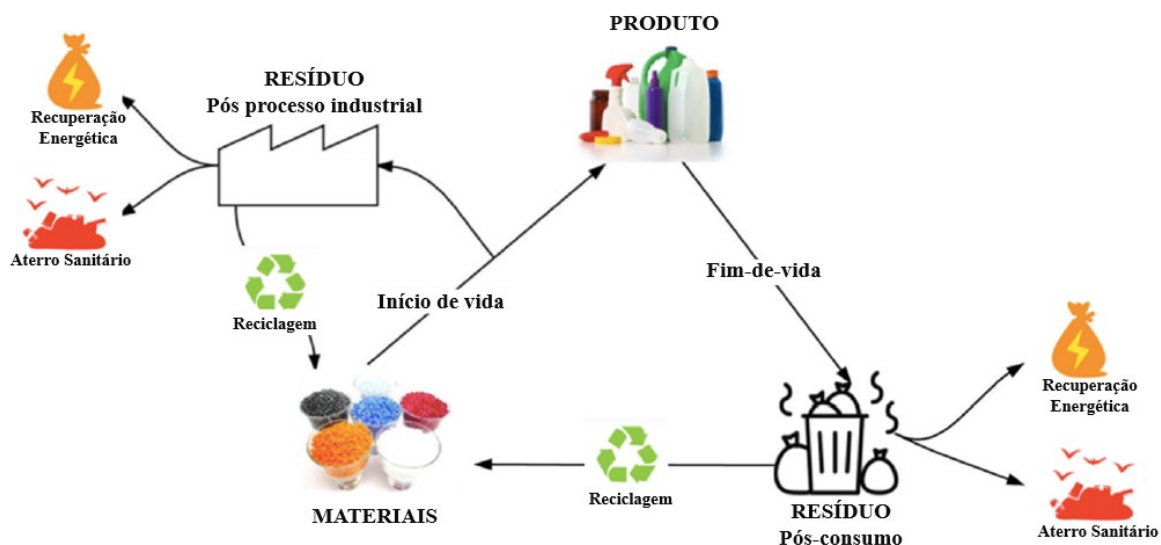 PRODUTO
RESÍDUO
Pós processo industrial
Recuperação
Energética
Aterro Sanitário
Reciclagem
Início de vida
Fim-de-vida
MATERIAIS
Reciclagem
RESÍDUO
Pós-consumo
Recuperação
Energética
Aterro Sanitário